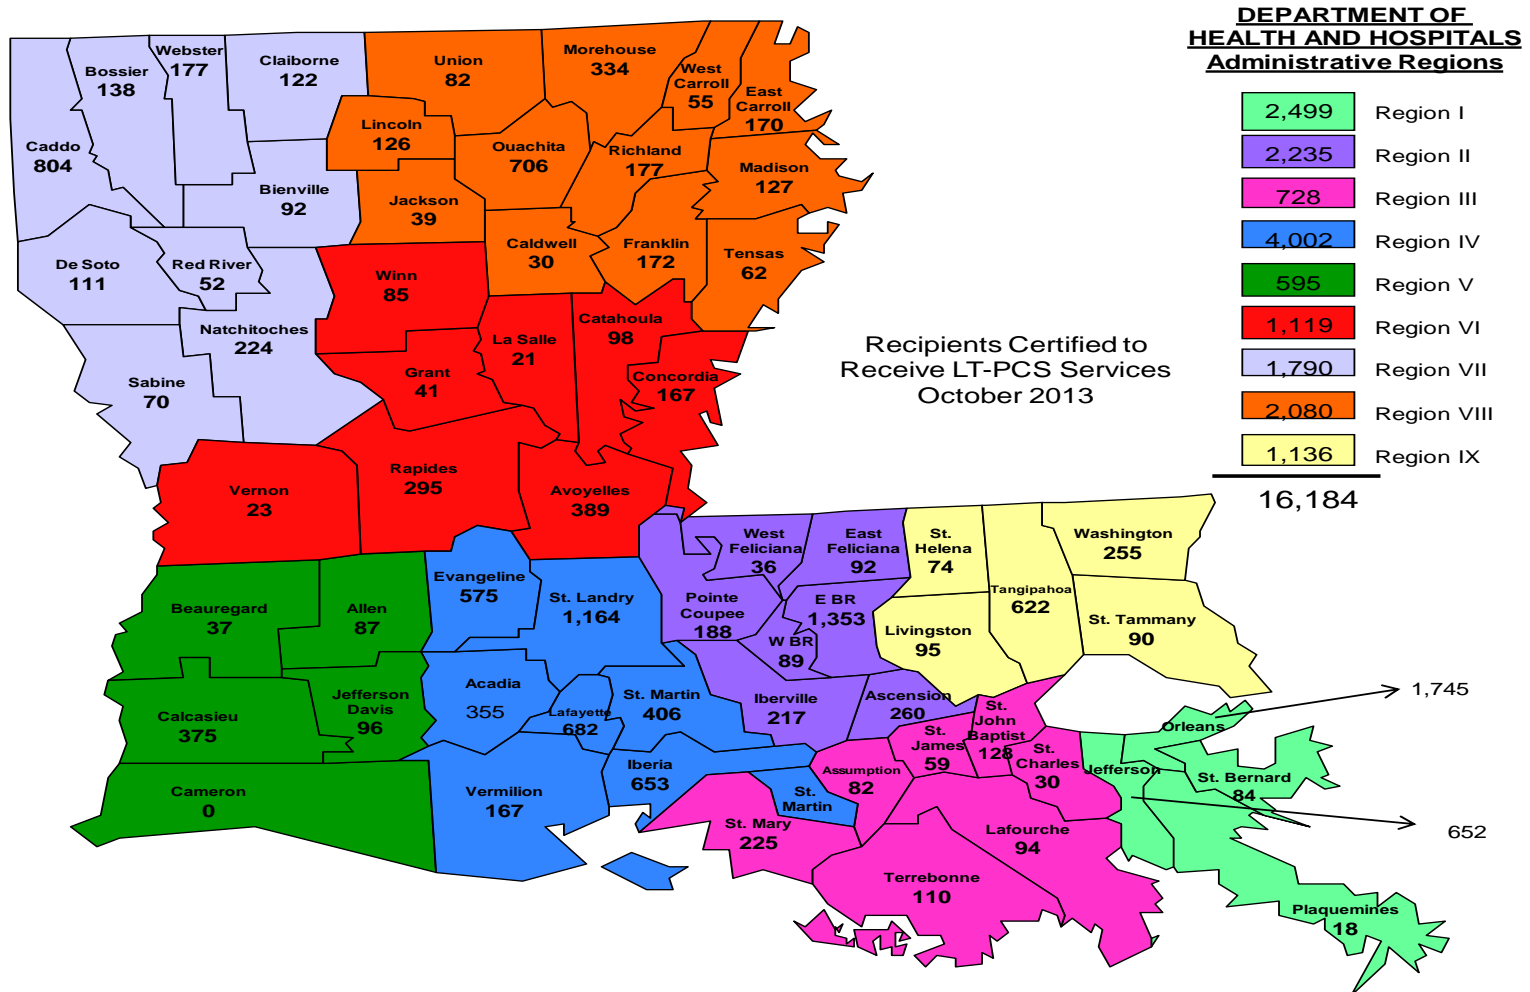 DEPARTMENT OF
HEALTH AND HOSPITALS
Administrative Regions
2,499 Region I
2,235 Region II
728 Region III
4,002 Region IV
595 Region V
1,119 Region VI
1,790 Region VII
2,080 Region VIII
1,136 Region IX
16,184
Recipients Certified to
Receive LT-PCS Services
October 2013
Caddo
804
Bossier
138
Webster
177
Claiborne
122
Union
82
Morehouse
334
West
Carroll
55
East
Carroll
170
Lincoln
126
Ouachita
706
Richland
177
Madison
127
Bienville
92
Jackson
39
Caldwell
30
Franklin
172
Tensas
62
De Soto
111
Red River
52
Natchitoches
224
Sabine
70
Winn
85
Grant
41
La Salle
21
Catahoula
98
Concordia
167
Vernon
23
Rapides
295
Avoyelles
389
Beauregard
37
Allen
87
Calcasieu
375
Jefferson
Davis
96
Cameron
0
Evangeline
575
St. Landry
1,164
Acadia
355
Lafayette
682
St. Martin
406
Vermilion
167
Iberia
653
St.
Martin
Pointe
Coupee
188
West
Feliciana
36
East
Feliciana
92
E BR
1,353
W BR
89
Iberville
217
Ascension
260
St.
Helena
74
Livingston
95
Tangipahoa
622
Washington
255
St. Tammany
90
St.
John
Baptist
128
St.
James
59
St.
Charles
30
Assumption
82
St. Mary
225
Lafourche
94
Terrebonne
110
Jefferson
652
Orleans
1,745
St. Bernard
84
Plaquemines
18